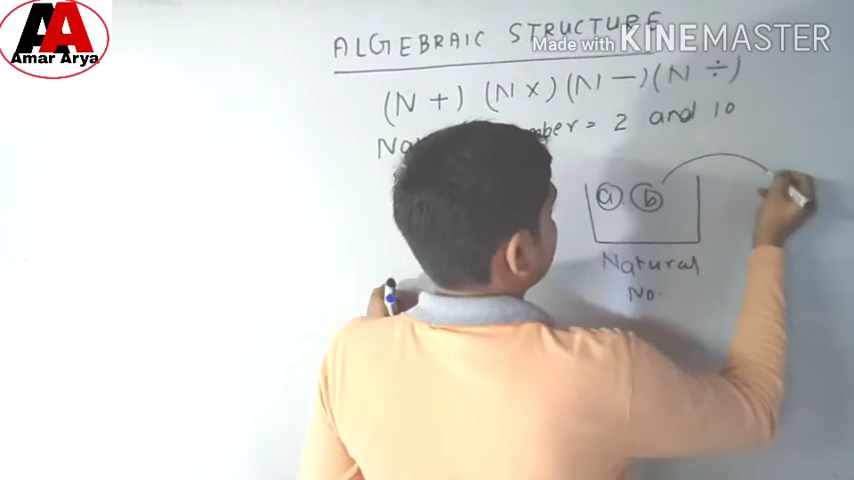 AA
Amar Arya
Made with KINEMASTER
ALGEBRAIC STRUCTURE
(N +) (N ×) (N −) (N ÷)
= 2 and 10
a b
Natural
No.